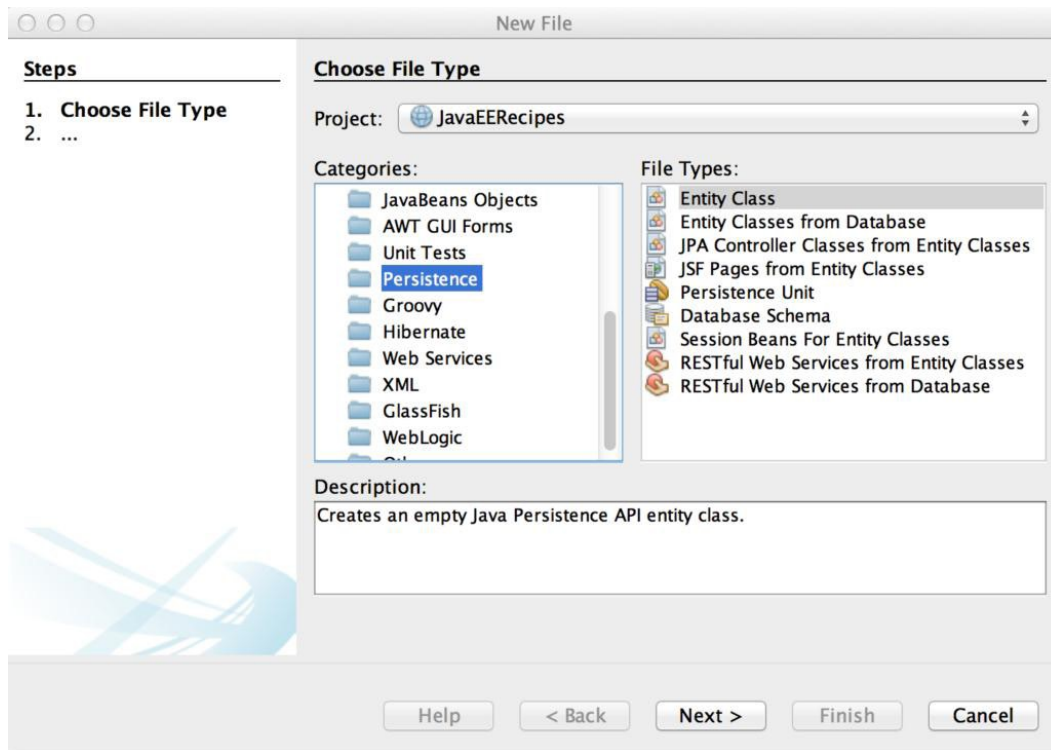 New File
Steps
1. Choose File Type
2. ...
Choose File Type
Project: JavaEERecipes
Categories:
JavaBeans Objects
AWT GUI Forms
Unit Tests
Persistence
Groovy
Hibernate
Web Services
XML
GlassFish
WebLogic
File Types:
Entity Class
Entity Classes from Database
JPA Controller Classes from Entity Classes
JSF Pages from Entity Classes
Persistence Unit
Database Schema
Session Beans For Entity Classes
RESTful Web Services from Entity Classes
RESTful Web Services from Database
Description:
Creates an empty Java Persistence API entity class.
Help < Back Next > Finish Cancel